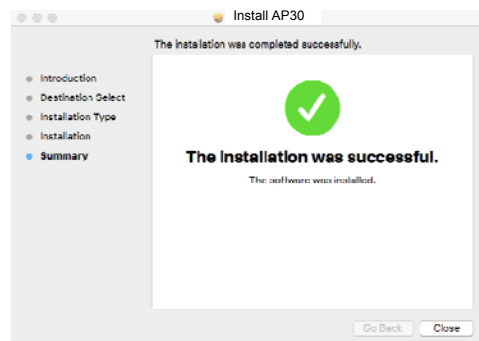 Install AP30
The installation was completed successfully.
Introduction
Destination Select
Installation Type
Installation
Summary
The installation was successful.
The software was installed.
Go Back
Close